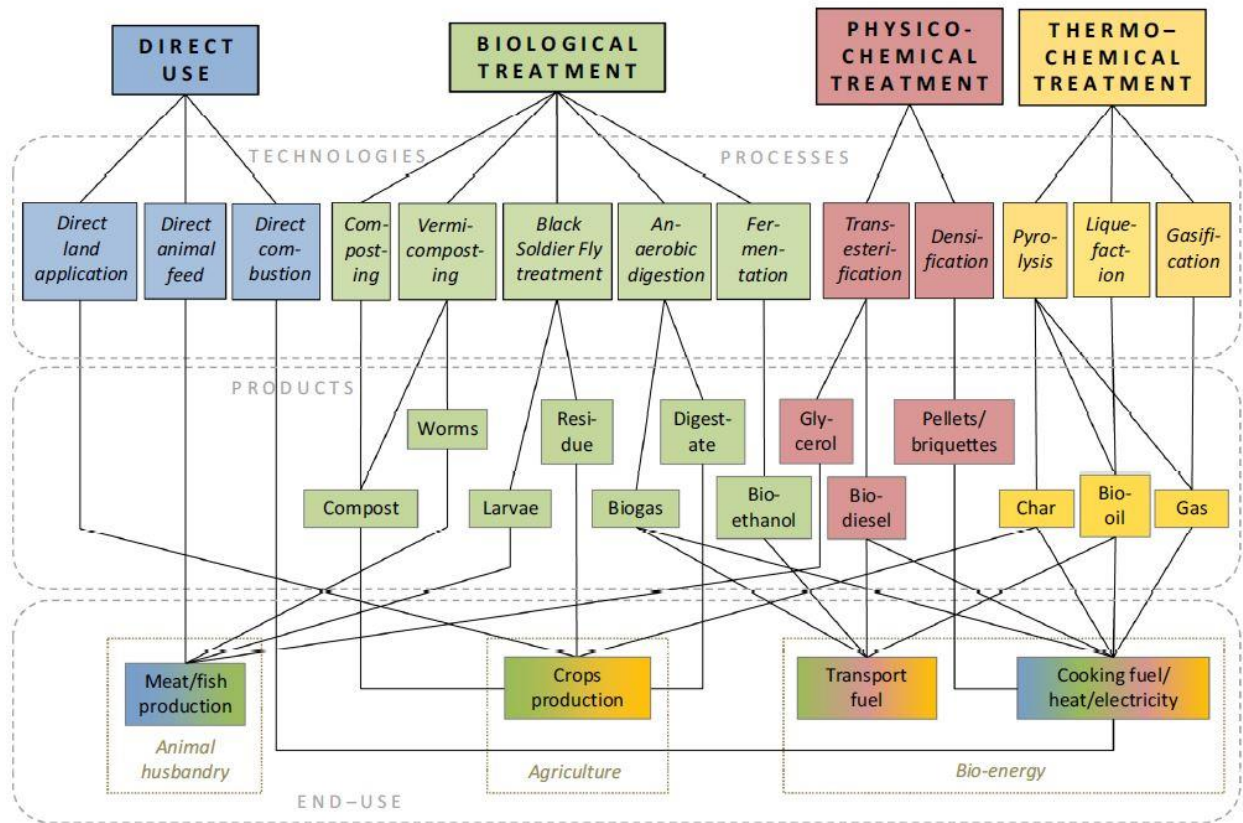 DIRECT
USE
BIOLOGICAL
TREATMENT
PHYSICO-
CHEMICAL
TREATMENT
THERMO–
CHEMICAL
TREATMENT
TECHNOLOGIES
PROCESSES
Direct
land
application
Direct
animal
feed
Direct
com-
bustion
Com-
post-
ing
Vermi-
compost-
ing
Black
Soldier Fly
treatment
An-
aerobic
digestion
Fer-
men-
tation
Trans-
esteri-
fication
Densi-
fication
Pyro-
lysis
Lique-
fact-
ion
Gasifi-
cation
PRODUCTS
Worms
Resi-
due
Digest-
ate
Gly-
cerol
Pellets/
briquettes
Compost
Larvae
Biogas
Bio-
ethanol
Bio-
diesel
Char
Bio-
oil
Gas
Meat/fish
production
Crops
production
Transport
fuel
Cooking fuel/
heat/electricity
Animal
husbandry
Agriculture
Bio-energy
END–USE